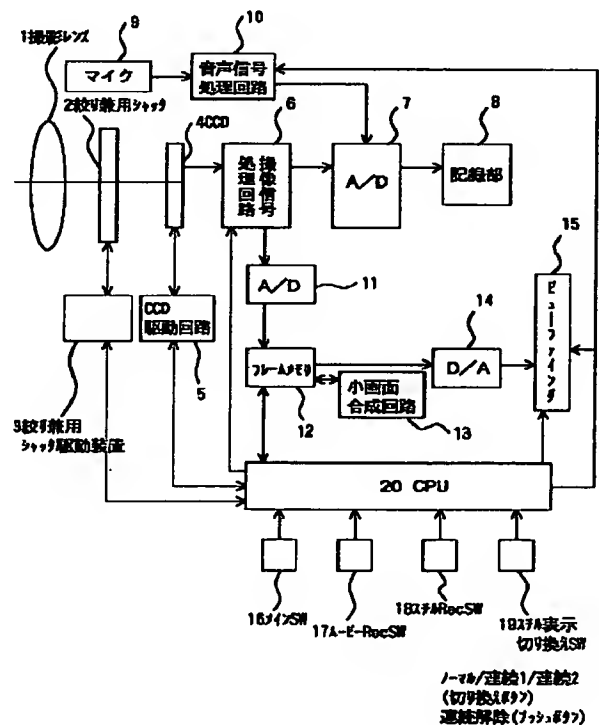 1撮影レンズ
9
マイク
10
音声信号
処理回路
2絞り兼用シャッタ
4CCD
6
撮像信号
処理回路
7
A/D
8
記録部
A/D
11
CCD
駆動回路
5
3絞り兼用
シャッタ駆動装置
フレームメモリ
12
小画面
合成回路
13
14
D/A
15
ビューファインダ
20 CPU
16メインSW
17ムービーRecSW
18スチルRecSW
19スチル表示
切り換えSW
ノーマル/連続1/連続2
(切り換えボタン)
連続解除(プッシュボタン)